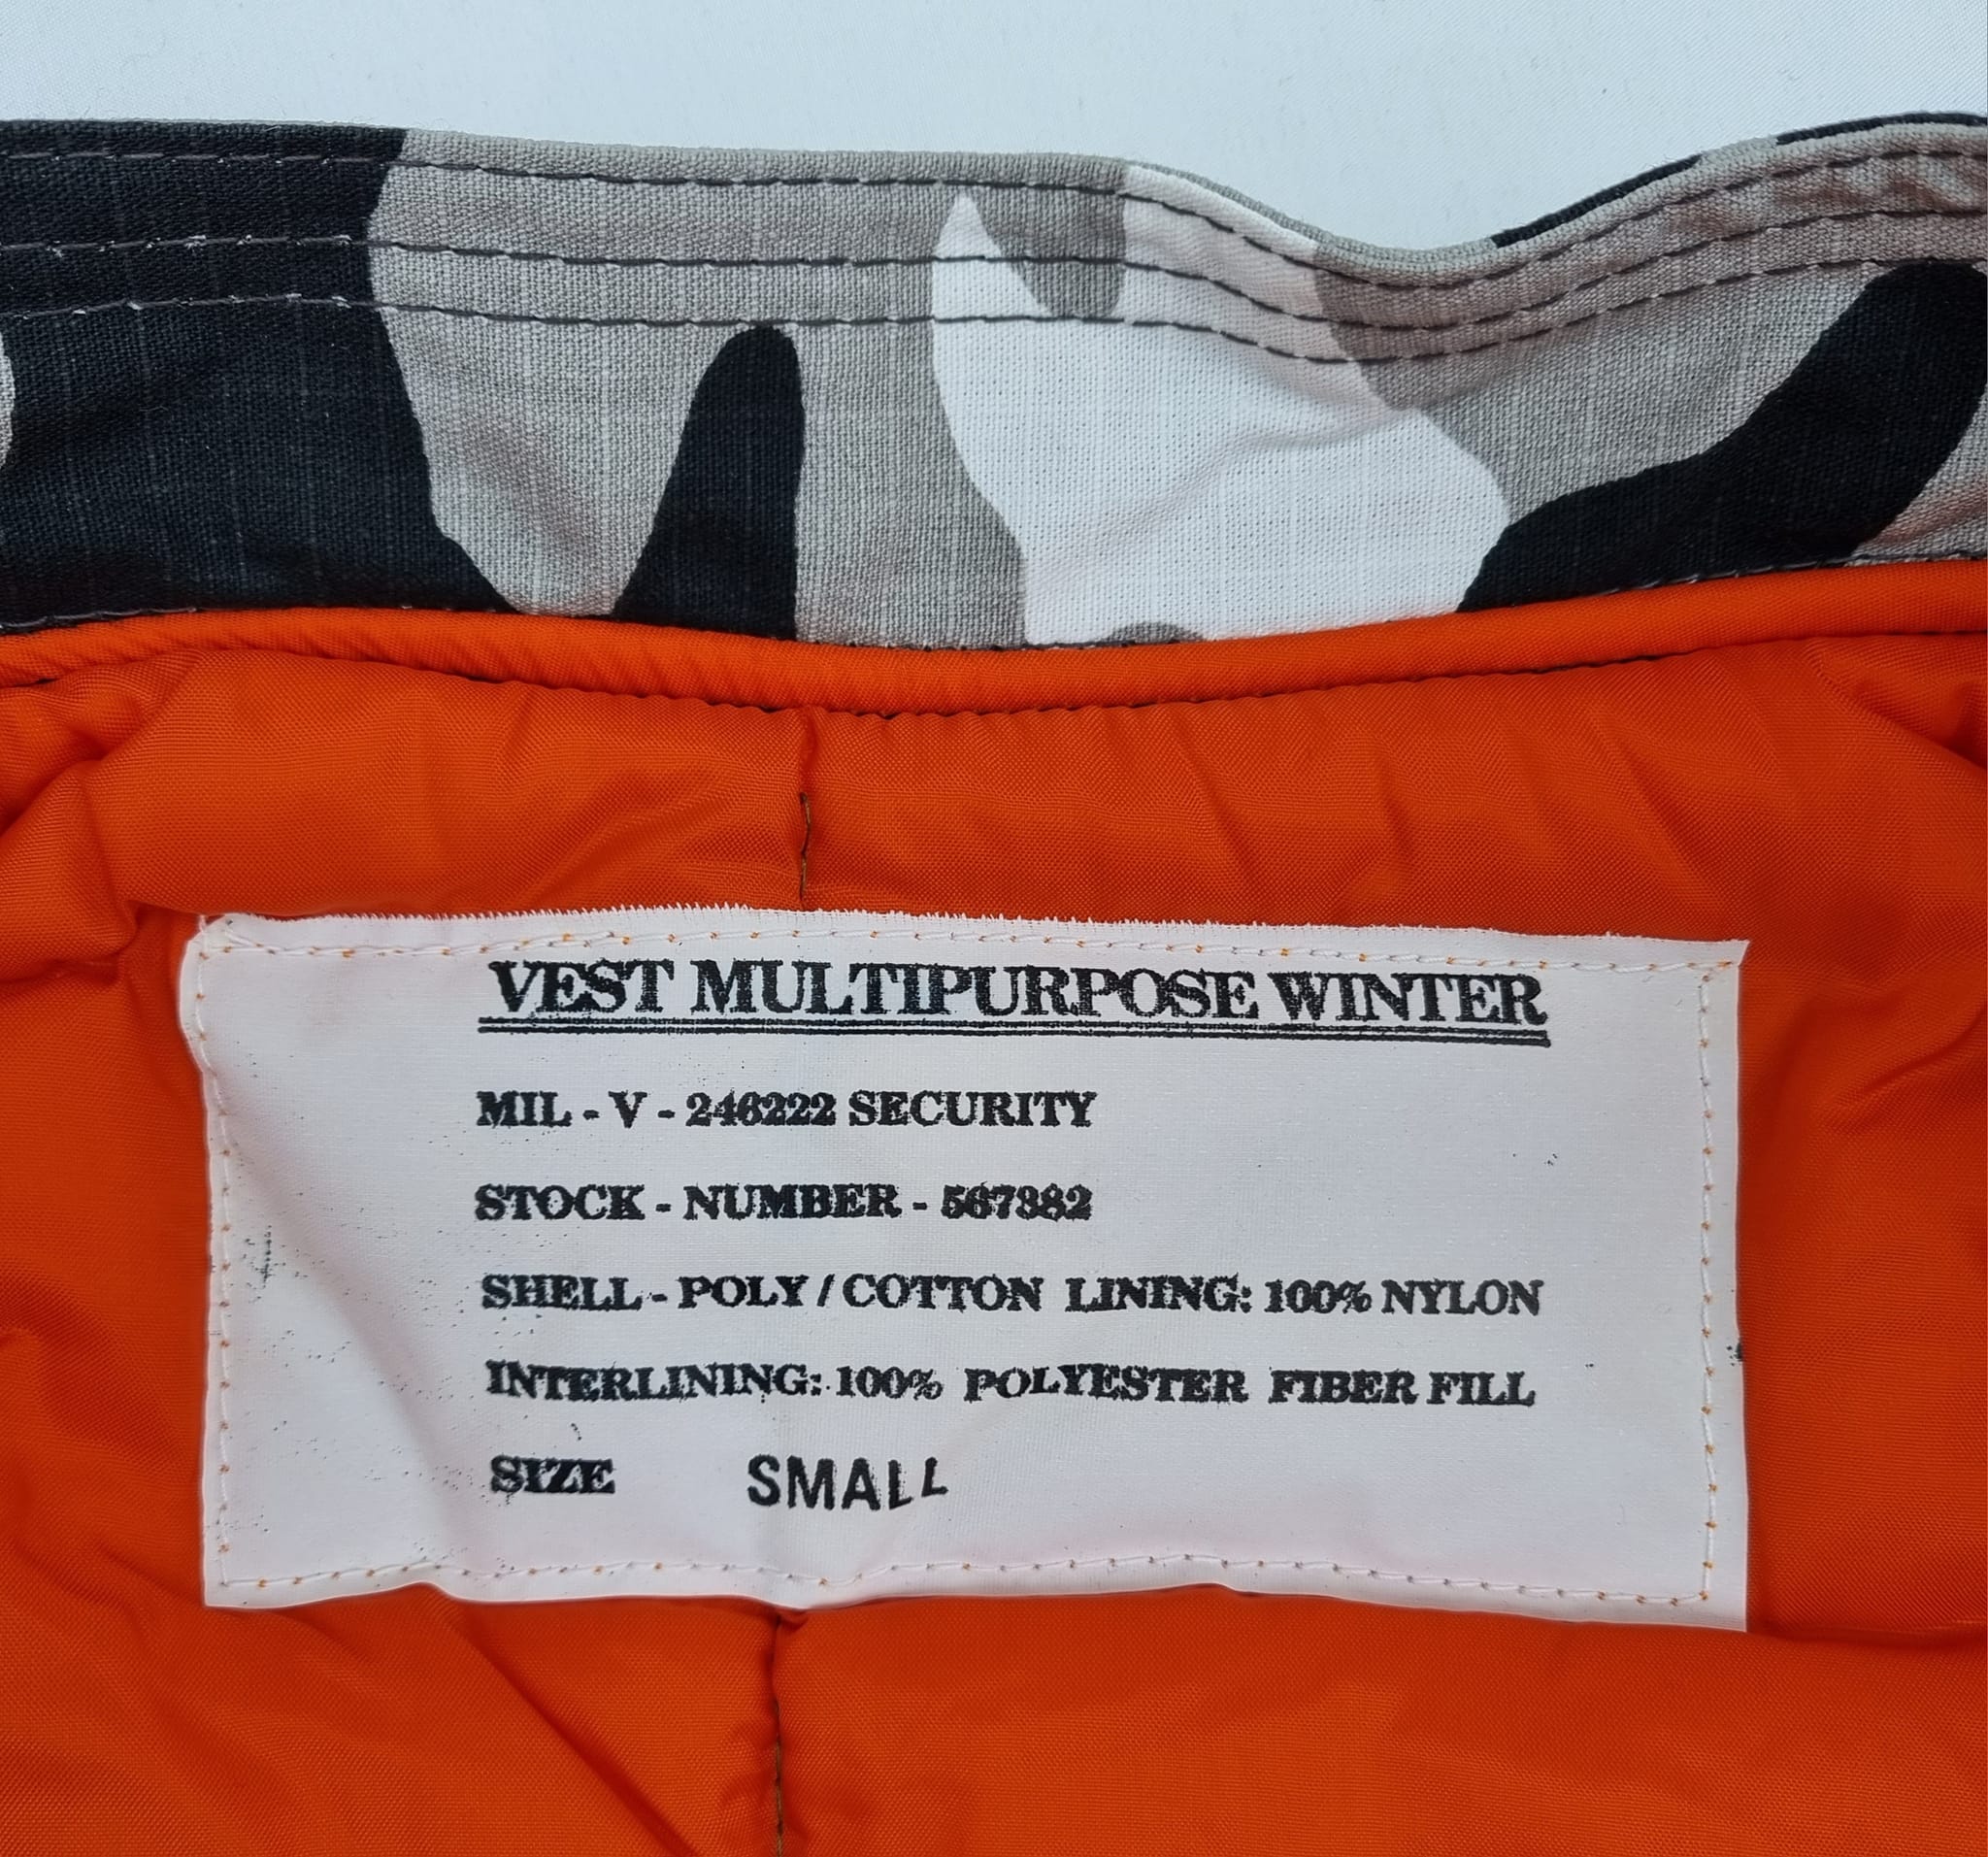 VEST MULTIPURPOSE WINTER
MIL - V - 246222 SECURITY
STOCK - NUMBER - 567382
SHELL - POLY / COTTON LINING: 100% NYLON
INTERLINING: 100% POLYESTER FIBER FILL
SIZE SMALL